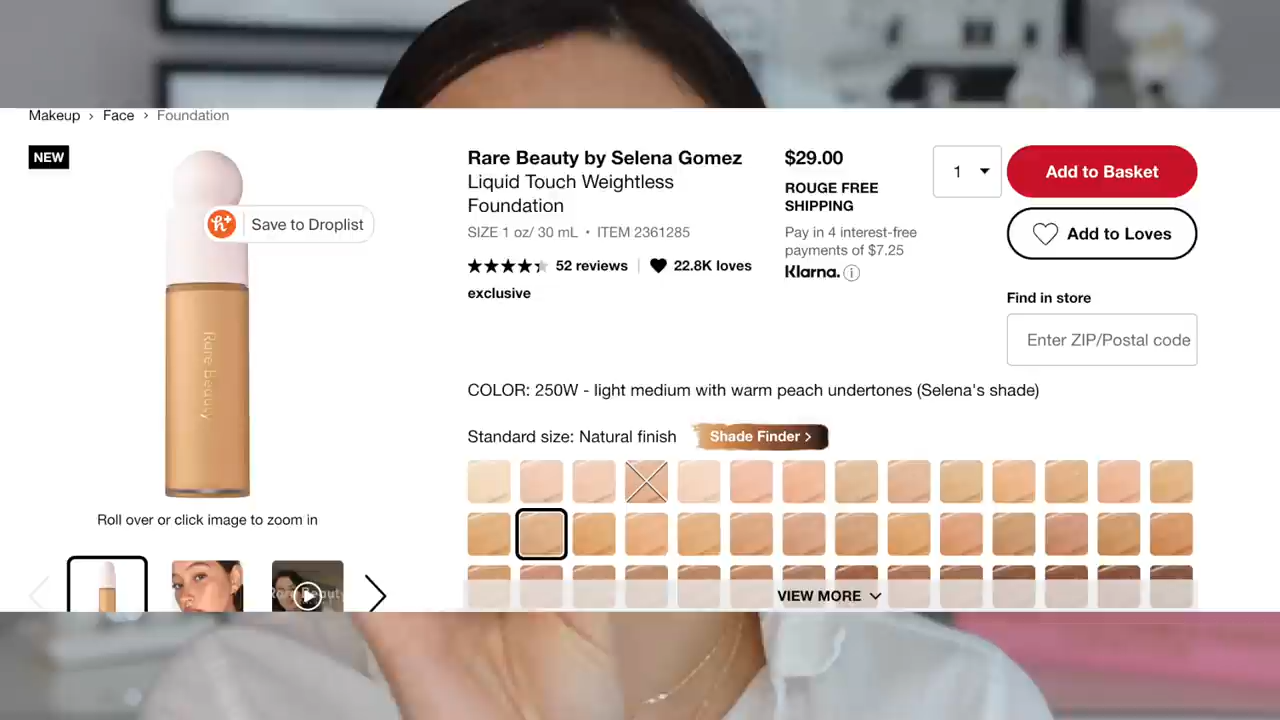 Makeup > Face > Foundation
NEW
Save to Droplist
Rare Beauty
Roll over or click image to zoom in
Rare Beauty by Selena Gomez
Liquid Touch Weightless
Foundation
SIZE 1 oz/ 30 mL • ITEM 2361285
52 reviews | 22.8K loves
exclusive
$29.00
ROUGE FREE
SHIPPING
Pay in 4 interest-free
payments of $7.25
Klarna.
1
Add to Basket
Add to Loves
Find in store
Enter ZIP/Postal code
COLOR: 250W - light medium with warm peach undertones (Selena's shade)
Standard size: Natural finish
Shade Finder >
VIEW MORE
Rare Beauty